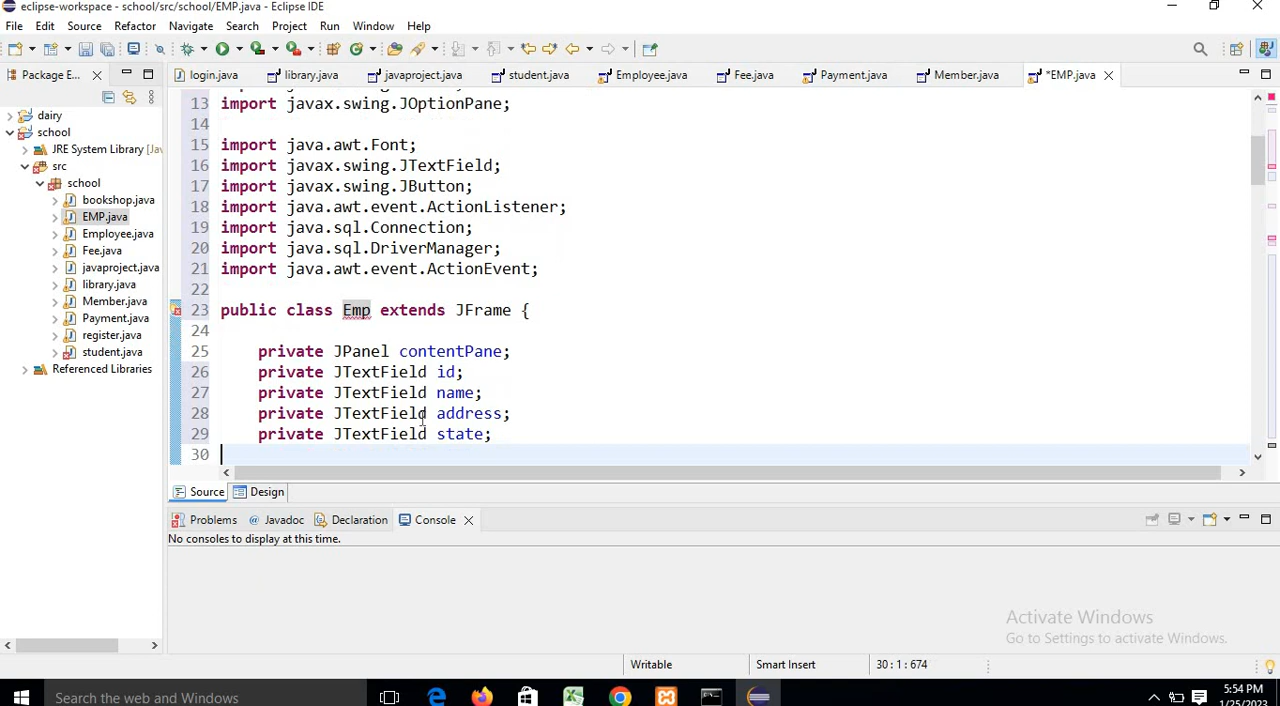 eclipse-workspace - school/src/school/EMP.java - Eclipse IDE
File Edit Source Refactor Navigate Search Project Run Window Help
Package E...
login.java library.java javaproject.java student.java Employee.java Fee.java Payment.java Member.java *EMP.java
dairy
school
JRE System Library [Jav
src
school
bookshop.java
EMP.java
Employee.java
Fee.java
javaproject.java
library.java
Member.java
Payment.java
register.java
student.java
Referenced Libraries
13 import javax.swing.JOptionPane;
14
15 import java.awt.Font;
16 import javax.swing.JTextField;
17 import javax.swing.JButton;
18 import java.awt.event.ActionListener;
19 import java.sql.Connection;
20 import java.sql.DriverManager;
21 import java.awt.event.ActionEvent;
22
23 public class Emp extends JFrame {
24
25 private JPanel contentPane;
26 private JTextField id;
27 private JTextField name;
28 private JTextField address;
29 private JTextField state;
30
Source Design
Problems Javadoc Declaration Console
No consoles to display at this time.
Activate Windows
Go to Settings to activate Windows.
Writable Smart Insert 30 : 1 : 674
Search the web and Windows
5:54 PM
1/25/2023